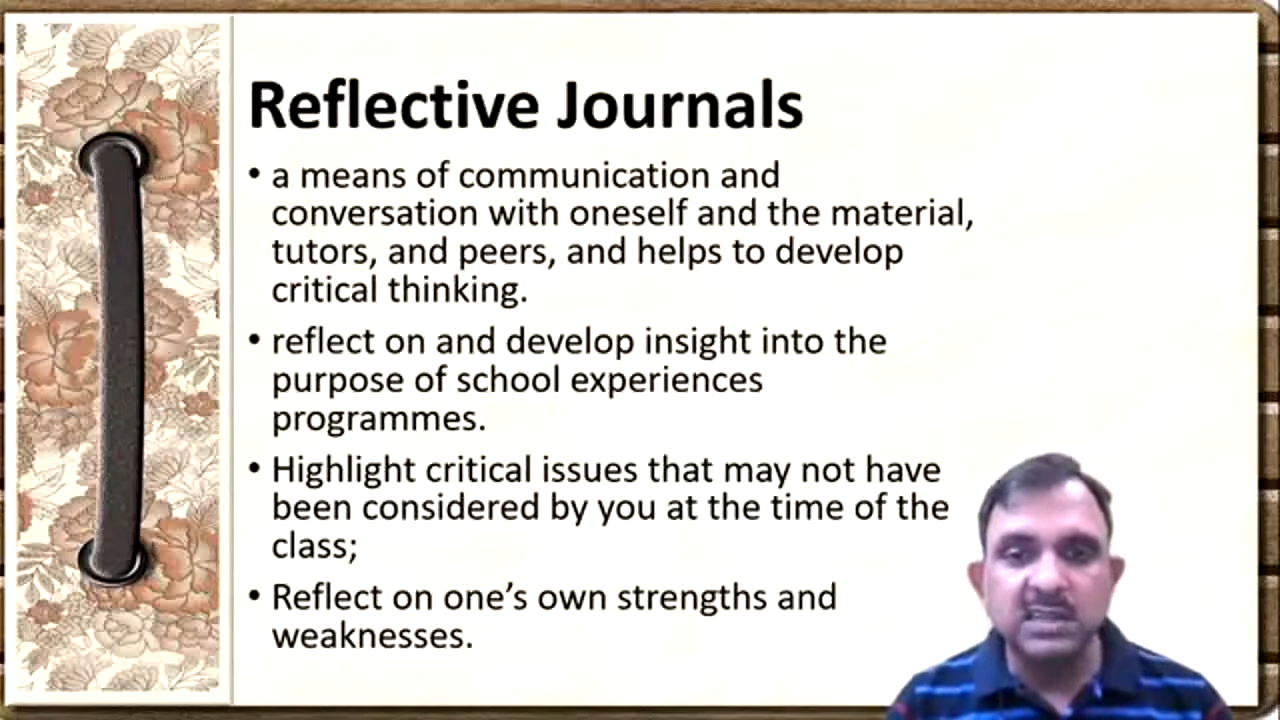 Reflective Journals
• a means of communication and
conversation with oneself and the material,
tutors, and peers, and helps to develop
critical thinking.
• reflect on and develop insight into the
purpose of school experiences
programmes.
• Highlight critical issues that may not have
been considered by you at the time of the
class;
• Reflect on one’s own strengths and
weaknesses.